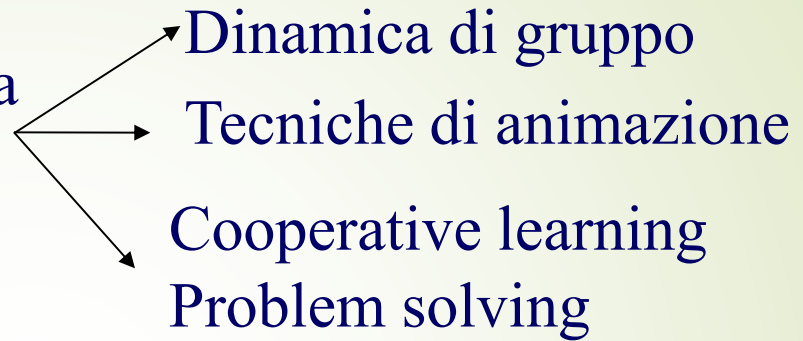 Dinamica di gruppo
a
Tecniche di animazione
Cooperative learning
Problem solving